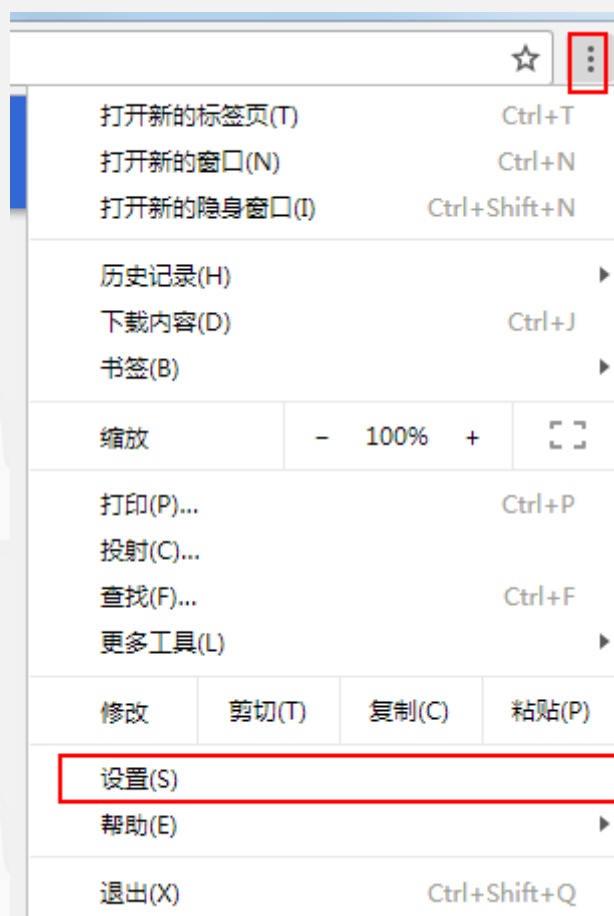 打开新的标签页(T) Ctrl+T
打开新的窗口(N) Ctrl+N
打开新的隐身窗口(I) Ctrl+Shift+N
历史记录(H)
下载内容(D) Ctrl+J
书签(B)
缩放 - 100% +
打印(P)... Ctrl+P
投射(C)...
查找(F)... Ctrl+F
更多工具(L)
修改 剪切(T) 复制(C) 粘贴(P)
设置(S)
帮助(E)
退出(X) Ctrl+Shift+Q